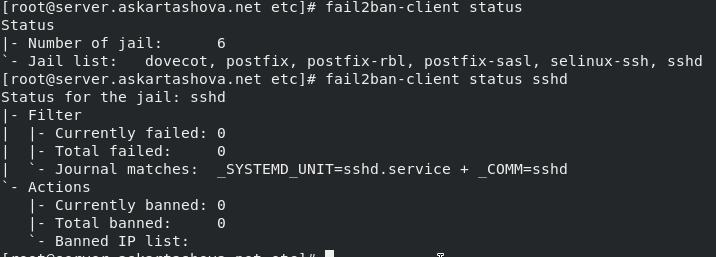 [root@server.askartashova.net etc]# fail2ban-client status
Status
|- Number of jail:      6
`- Jail list:   dovecot, postfix, postfix-rbl, postfix-sasl, selinux-ssh, sshd
[root@server.askartashova.net etc]# fail2ban-client status sshd
Status for the jail: sshd
|- Filter
|  |- Currently failed: 0
|  |- Total failed:     0
|  `- Journal matches:  _SYSTEMD_UNIT=sshd.service + _COMM=sshd
`- Actions
   |- Currently banned: 0
   |- Total banned:     0
   `- Banned IP list:
[root@server.askartashova.net etc]#